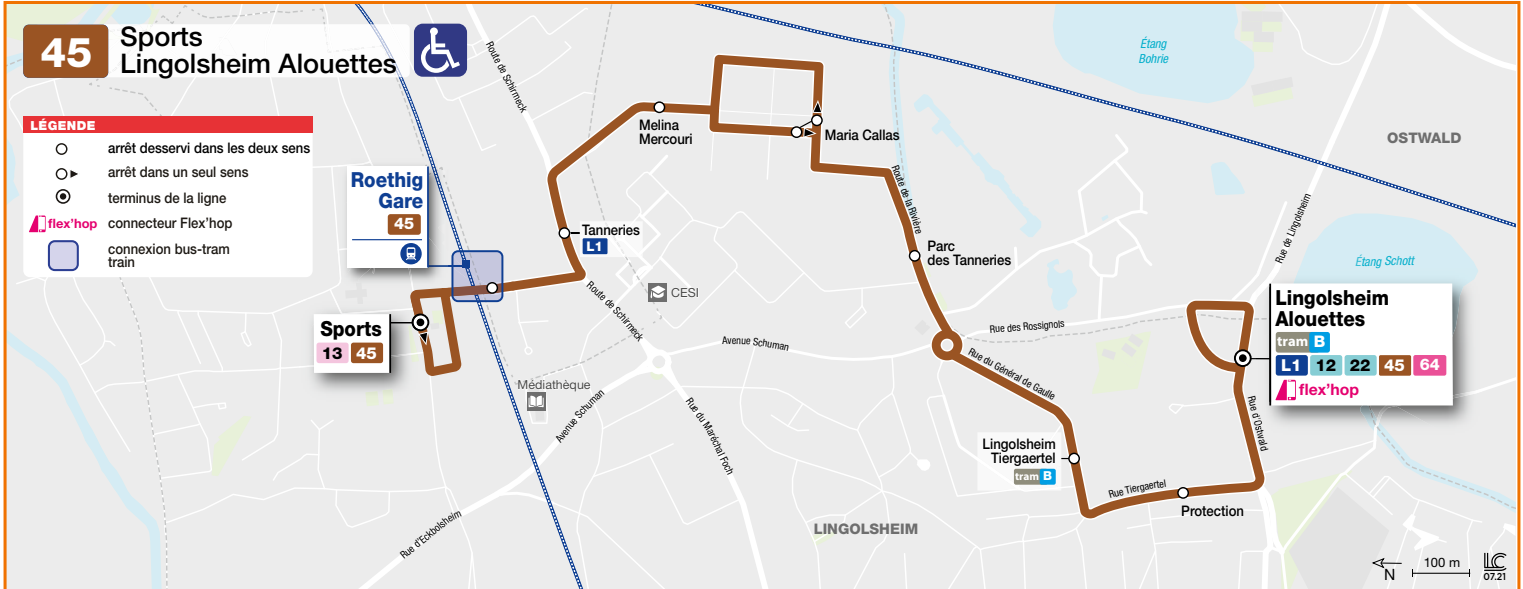 45
Sports
Lingolsheim Alouettes
LÉGENDE
arrêt desservi dans les deux sens
arrêt dans un seul sens
terminus de la ligne
flex'hop
connecteur Flex'hop
connexion bus-tram
train
Roethig
Gare
45
Sports
13 45
Route de Schirmeck
Melina
Mercouri
Maria Callas
Tanneries
L1
CESI
Route de Schirmeck
Médiathèque
Avenue Schuman
Avenue Schuman
Rue du Maréchal Foch
Rue d'Eckbolsheim
Route de la Rivière
Parc
des Tanneries
Rue des Rossignols
Rue du Général de Gaulle
Lingolsheim
Tiergaertel
tram B
Rue Tiergaertel
Protection
Rue d'Ostwald
LINGOLSHEIM
Étang
Bohrie
OSTWALD
Rue de Lingolsheim
Étang Schott
Lingolsheim
Alouettes
tram B
L1 12 22 45 64
flex'hop
N
100 m
LC
07.21